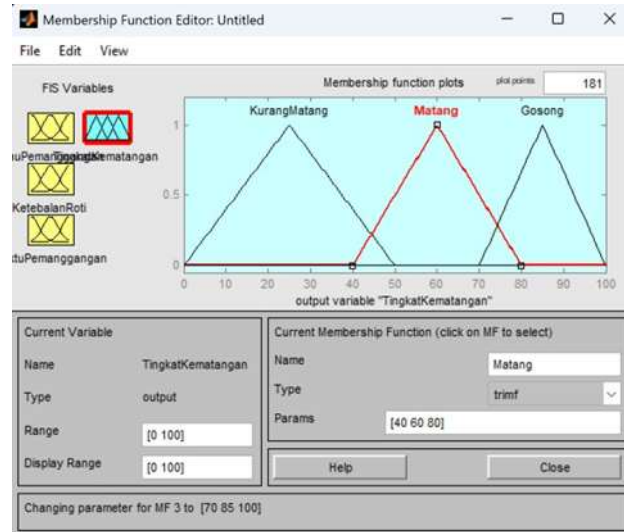 Membership Function Editor: Untitled
File Edit View
FIS Variables
Membership function plots
plot points:
181
KurangMatang Matang Gosong
1
0.5
0
0 10 20 30 40 50 60 70 80 90 100
output variable "TingkatKematangan"
KetebalanRoti
tuPemanggangan
Current Variable
Name TingkatKematangan
Type output
Range [0 100]
Display Range [0 100]
Current Membership Function (click on MF to select)
Name Matang
Type trimf
Params [40 60 80]
Help Close
Changing parameter for MF 3 to [70 85 100]